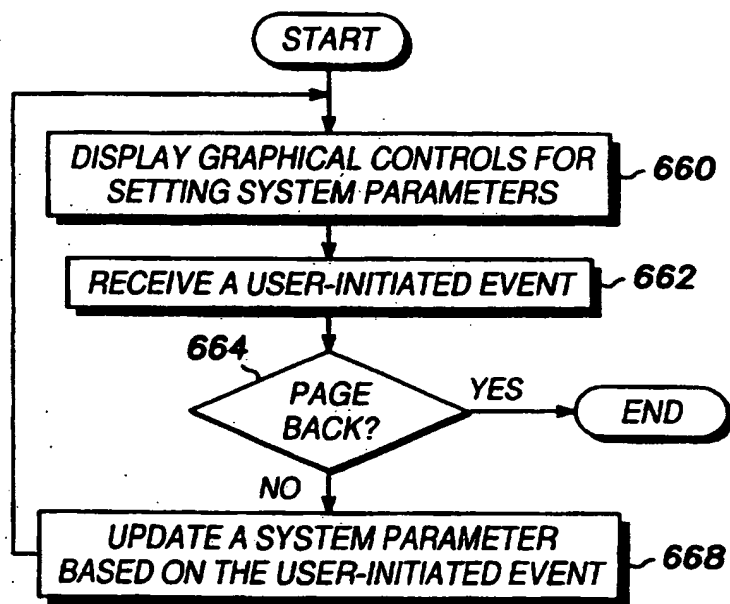 START
DISPLAY GRAPHICAL CONTROLS FOR
SETTING SYSTEM PARAMETERS
660
RECEIVE A USER-INITIATED EVENT
662
664
PAGE
BACK?
YES
END
NO
UPDATE A SYSTEM PARAMETER
BASED ON THE USER-INITIATED EVENT
668